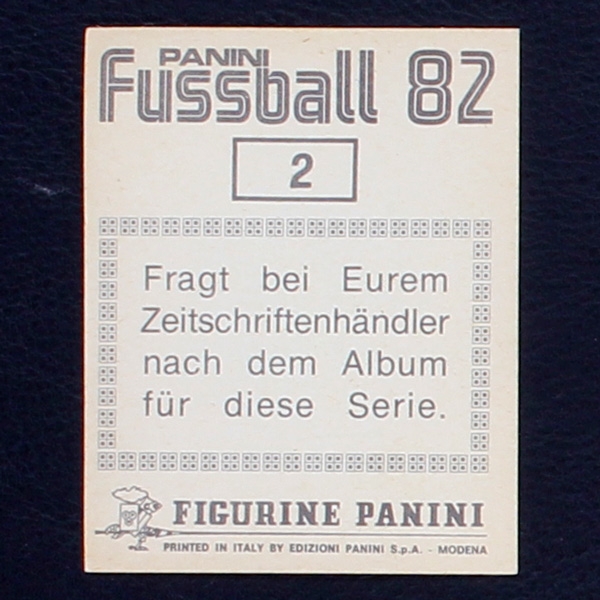 PANINI
Fussball 82
2
Fragt bei Eurem
Zeitschriftenhändler
nach dem Album
für diese Serie.
FIGURINE PANINI
PRINTED IN ITALY BY EDIZIONI PANINI S.p.A. - MODENA